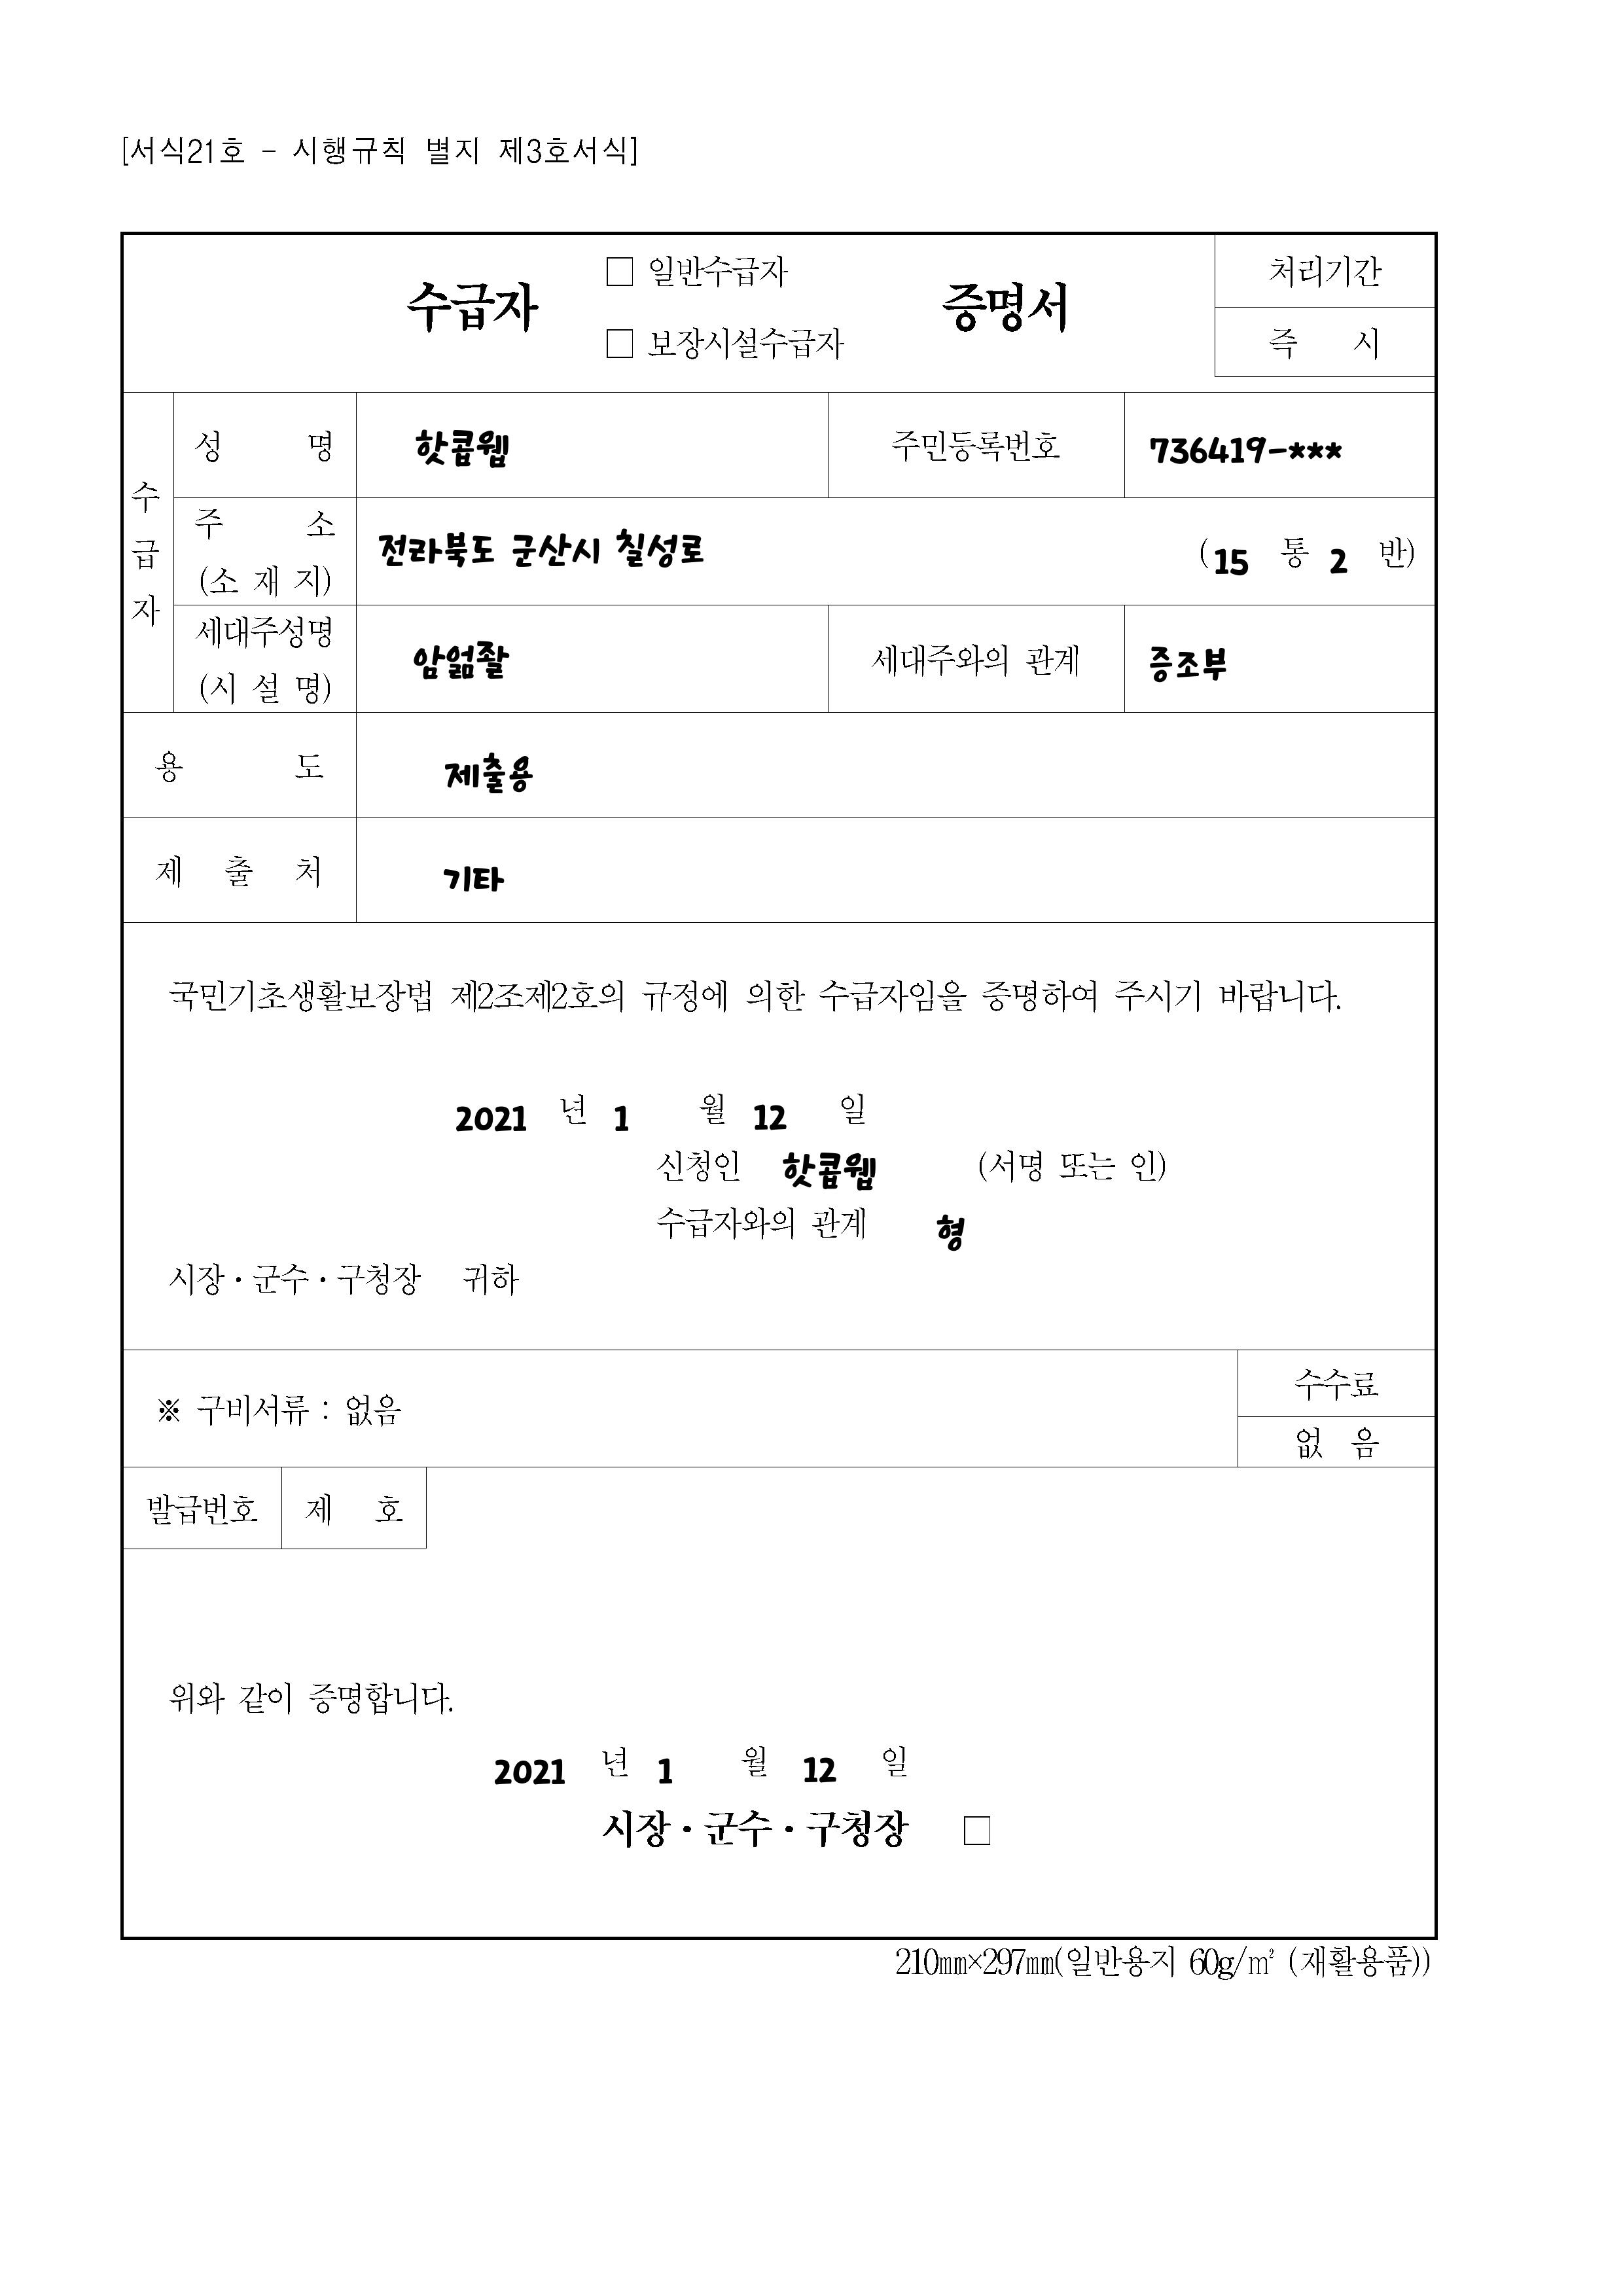 [서식21호 - 시행규칙 별지 제3호서식]
수급자 □ 일반수급자 □ 보장시설수급자 증명서
처리기간
즉 시
수급자
성 명 핫콥웹 주민등록번호 736419-***
주 소 (소 재 지) 전라북도 군산시 칠성로 (15 통 2 반)
세대주성명 (시 설 명) 암엶좔 세대주와의 관계 증조부
용 도 제출용
제 출 처 기타
국민기초생활보장법 제2조제2호의 규정에 의한 수급자임을 증명하여 주시기 바랍니다.
2021 년 1 월 12 일
신청인 핫콥웹 (서명 또는 인)
수급자와의 관계 형
시장·군수·구청장 귀하
※ 구비서류 : 없음
수수료
없 음
발급번호 제 호
위와 같이 증명합니다.
2021 년 1 월 12 일
시장·군수·구청장 □
210㎜×297㎜(일반용지 60g/㎡ (재활용품))